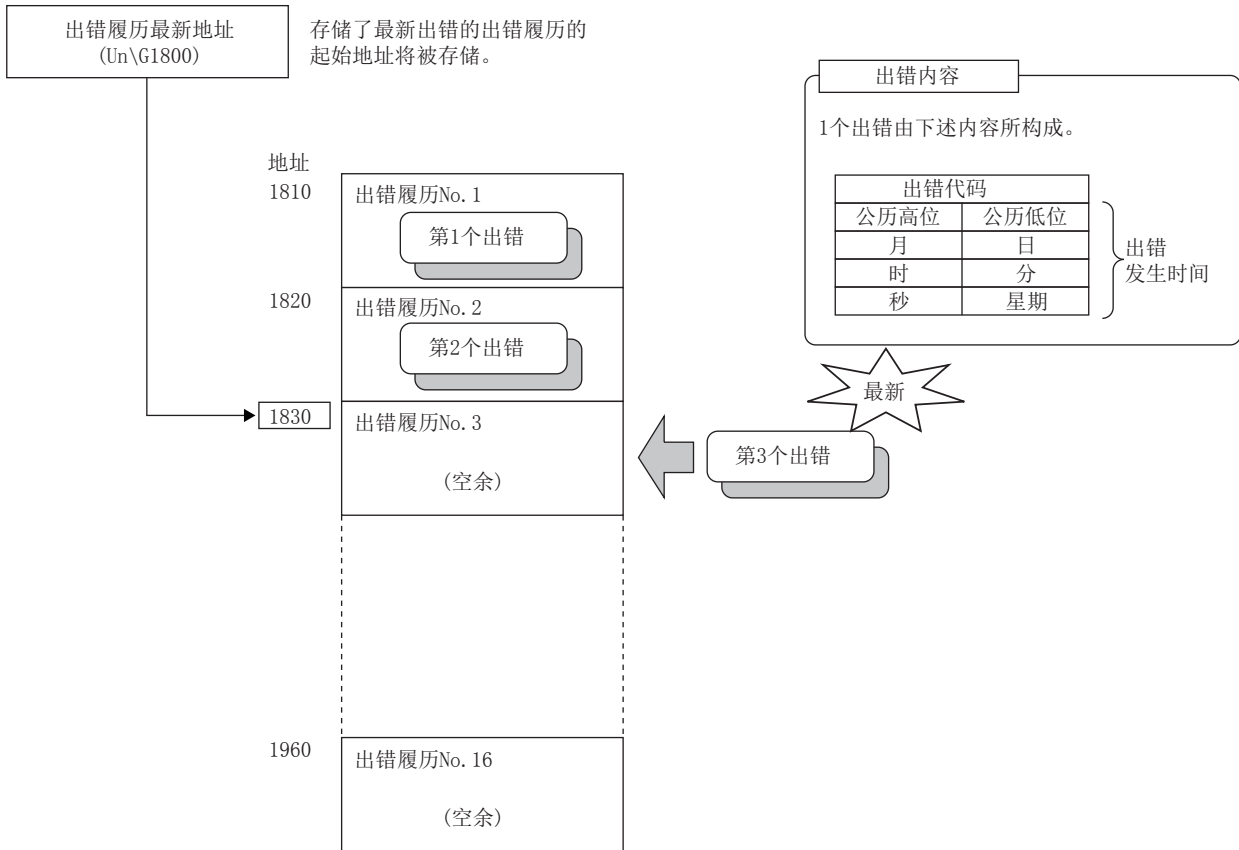 出错履历最新地址
(Un\G1800)
存储了最新出错的出错履历的
起始地址将被存储。
出错内容
1个出错由下述内容所构成。
出错代码
公历高位 公历低位
月 日
时 分
秒 星期
出错
发生时间
地址
1810
出错履历No.1
第1个出错
1820
出错履历No.2
第2个出错
最新
1830
出错履历No.3
(空余)
第3个出错
1960
出错履历No.16
(空余)